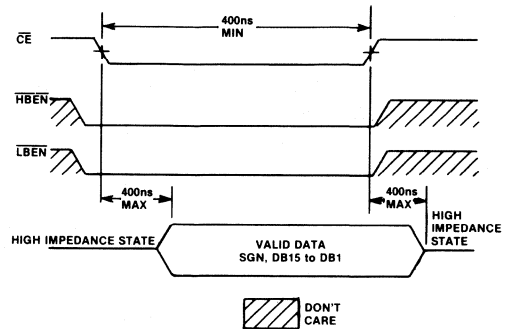 400ns
MIN
CE
HBEN
LBEN
400ns
MAX
400ns
MAX
HIGH
IMPEDANCE
STATE
HIGH IMPEDANCE STATE
VALID DATA
SGN, DB15 to DB1
DON'T
CARE